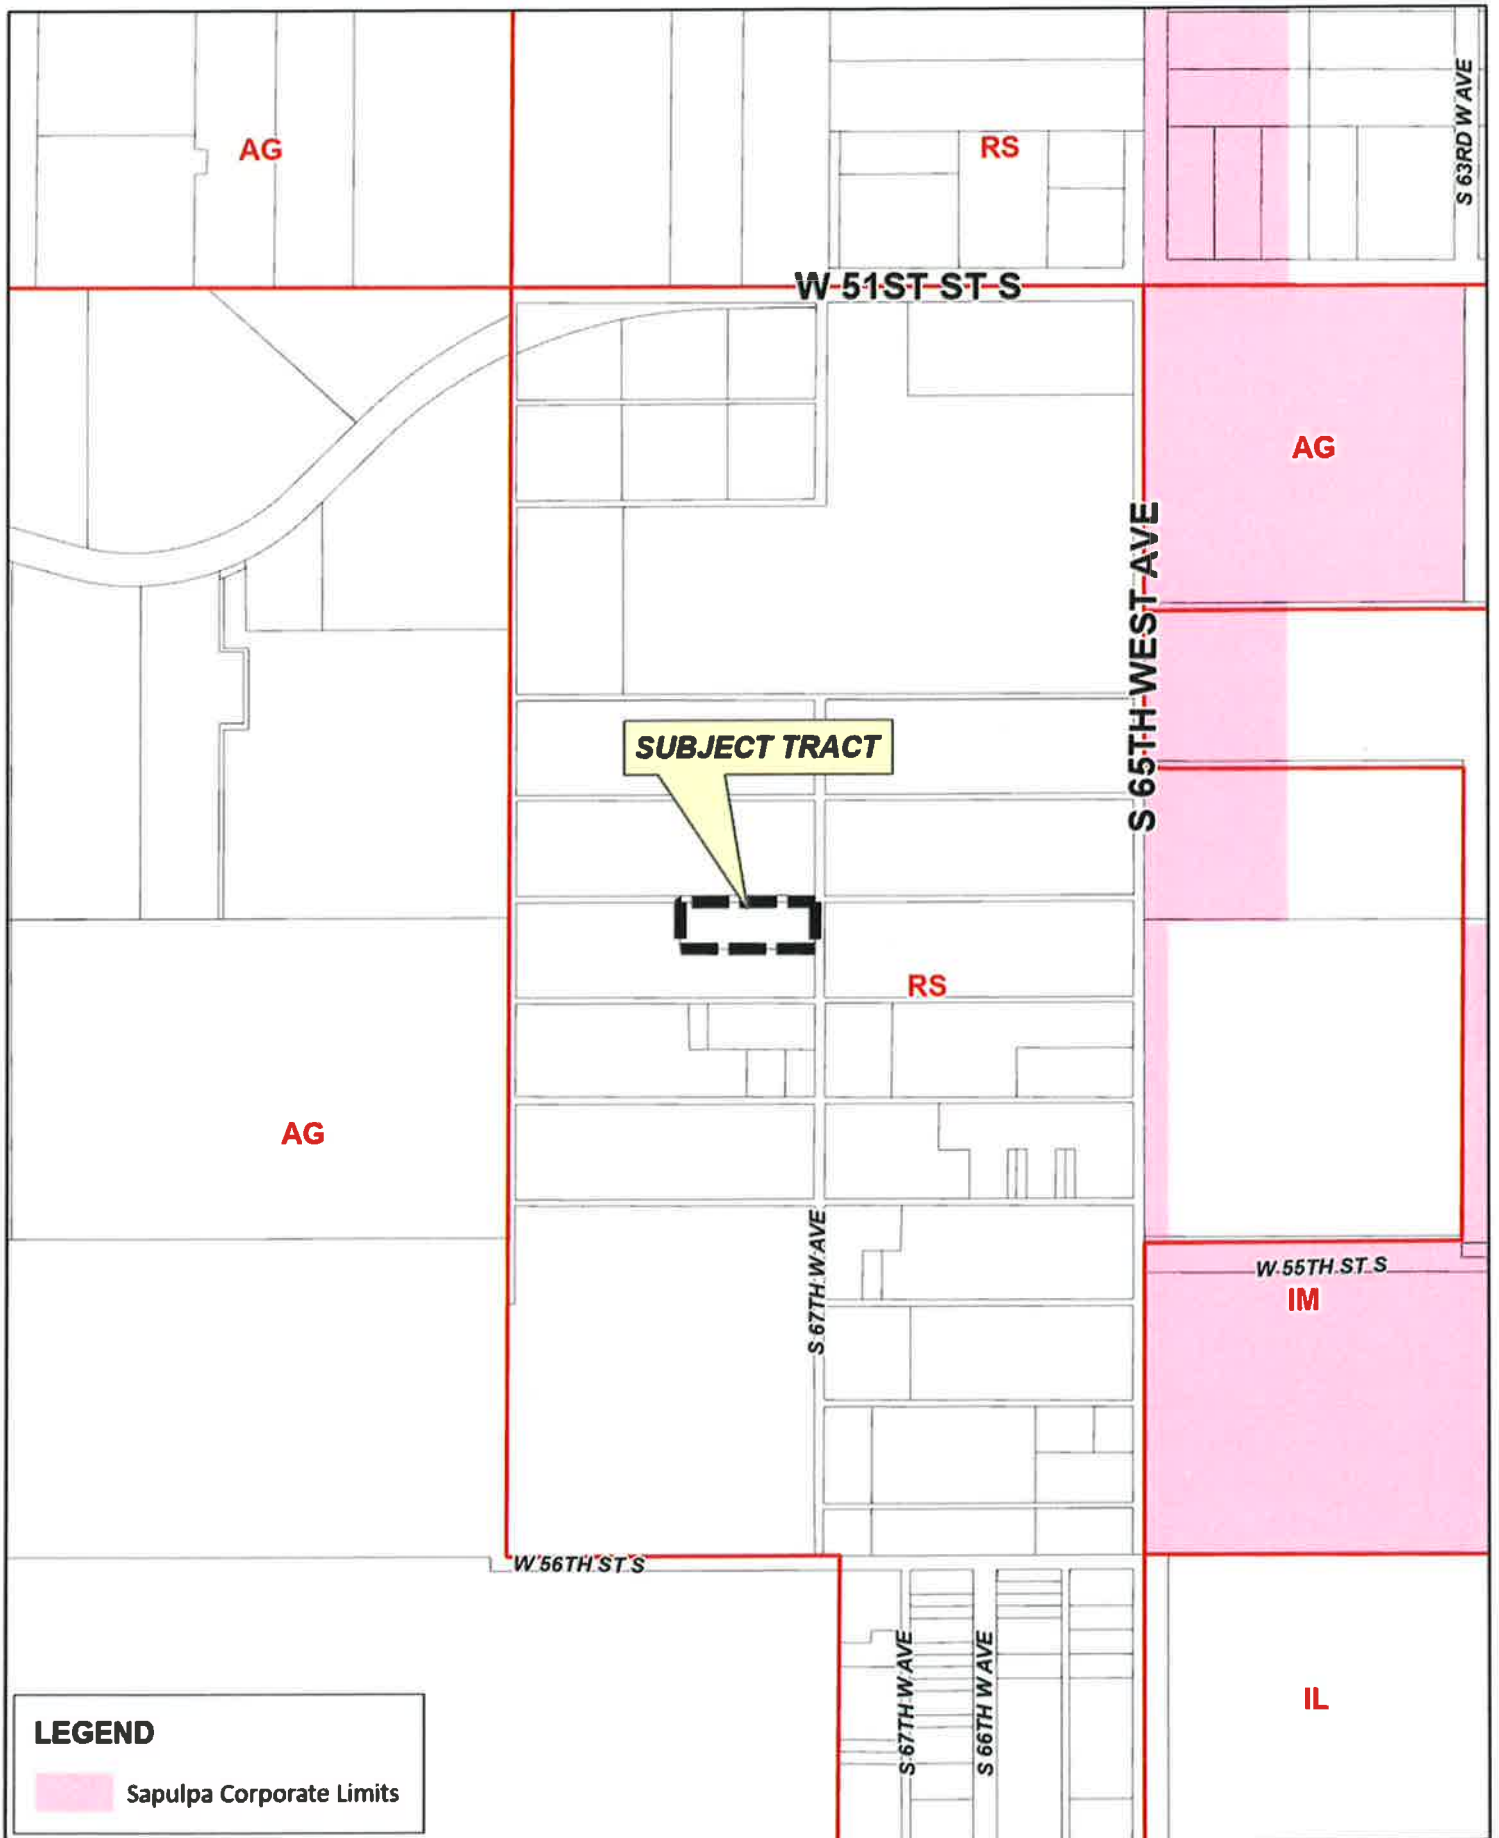 AG
RS
S 63RD W AVE
W 51ST ST S
AG
S 65TH WEST AVE
SUBJECT TRACT
RS
AG
S 67TH W AVE
W 55TH ST S
IM
W 56TH ST S
S 67TH W AVE
S 66TH W AVE
IL
LEGEND
Sapulpa Corporate Limits